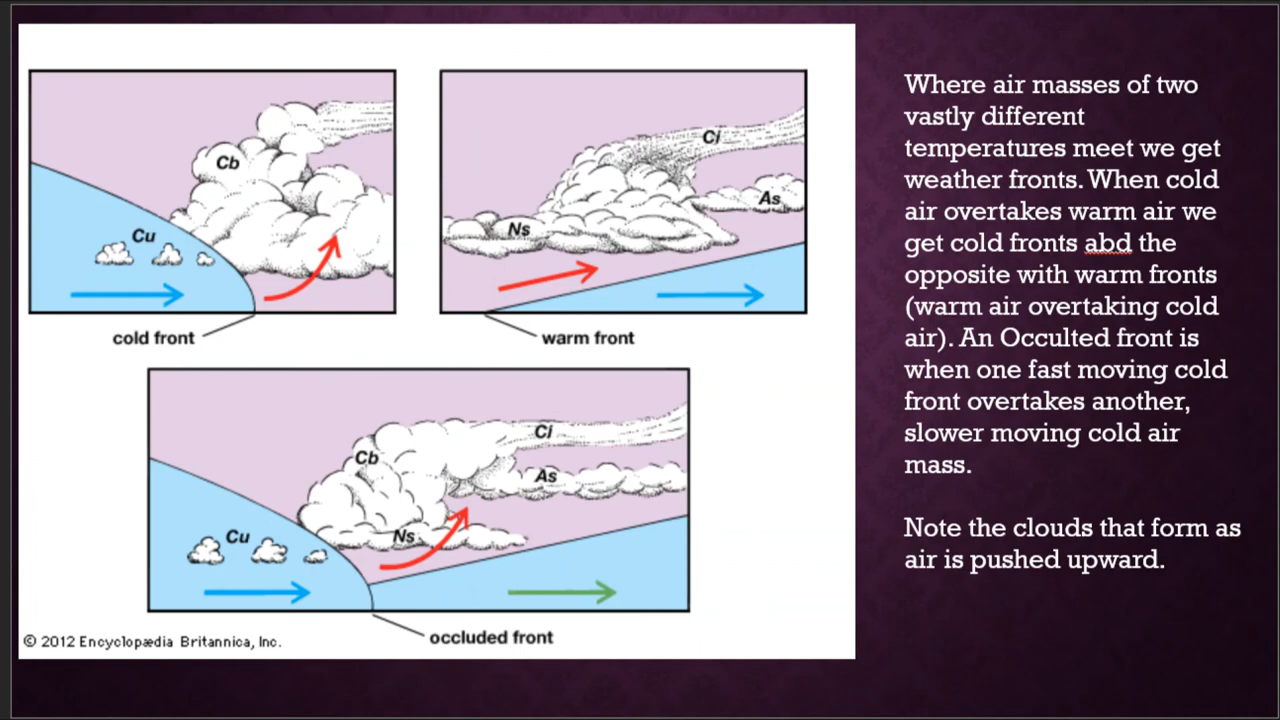 Cb
Cu
cold front
Ci
As
Ns
warm front
Ci
Cb
As
Cu
Ns
occluded front
© 2012 Encyclopædia Britannica, Inc.
Where air masses of two
vastly different
temperatures meet we get
weather fronts. When cold
air overtakes warm air we
get cold fronts abd the
opposite with warm fronts
(warm air overtaking cold
air). An Occulted front is
when one fast moving cold
front overtakes another,
slower moving cold air
mass.
Note the clouds that form as
air is pushed upward.